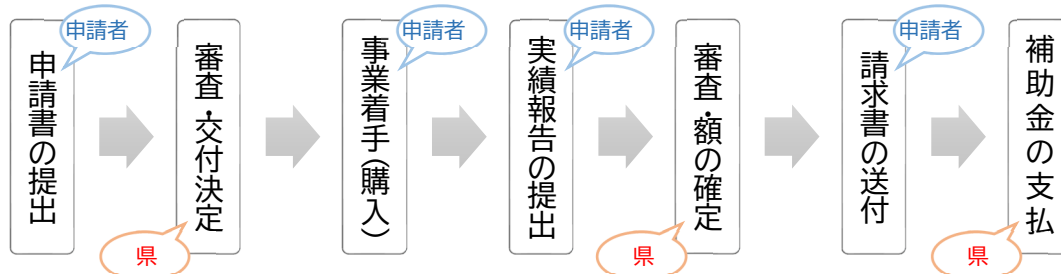 申請者
申請書の提出
審査・交付決定
県
申請者
事業着手（購入）
申請者
実績報告の提出
審査・額の確定
県
申請者
請求書の送付
補助金の支払
県